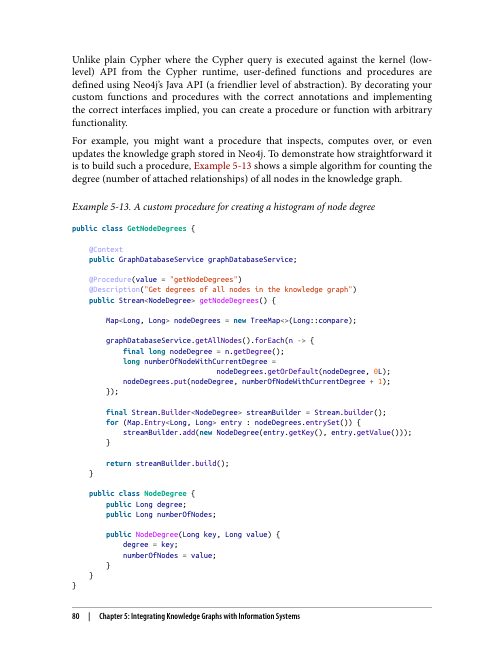 Unlike plain Cypher where the Cypher query is executed against the kernel (low-
level) API from the Cypher runtime, user-defined functions and procedures are
defined using Neo4j's Java API (a friendlier level of abstraction). By decorating your
custom functions and procedures with the correct annotations and implementing
the correct interfaces implied, you can create a procedure or function with arbitrary
functionality.
For example, you might want a procedure that inspects, computes over, or even
updates the knowledge graph stored in Neo4j. To demonstrate how straightforward it
is to build such a procedure, Example 5-13 shows a simple algorithm for counting the
degree (number of attached relationships) of all nodes in the knowledge graph.
Example 5-13. A custom procedure for creating a histogram of node degree
public class GetNodeDegrees {
@Context
public GraphDatabaseService graphDatabaseService;
@Procedure(value = "getNodeDegrees")
@Description("Get degrees of all nodes in the knowledge graph")
public Stream<NodeDegree> getNodeDegrees() {
Map<Long, Long> nodeDegrees = new TreeMap<>(Long::compare);
graphDatabaseService.getAllNodes().forEach(n -> {
final long nodeDegree = n.getDegree();
long numberOfNodeWithCurrentDegree =
nodeDegrees.getOrDefault(nodeDegree, 0L);
nodeDegrees.put(nodeDegree, numberOfNodeWithCurrentDegree + 1);
});
final Stream.Builder<NodeDegree> streamBuilder = Stream.builder();
for (Map.Entry<Long, Long> entry : nodeDegrees.entrySet()) {
streamBuilder.add(new NodeDegree(entry.getKey(), entry.getValue()));
}
return streamBuilder.build();
}
public class NodeDegree {
public Long degree;
public Long numberOfNodes;
public NodeDegree(Long key, Long value) {
degree = key;
numberOfNodes = value;
}
}
}
80 | Chapter 5: Integrating Knowledge Graphs with Information Systems